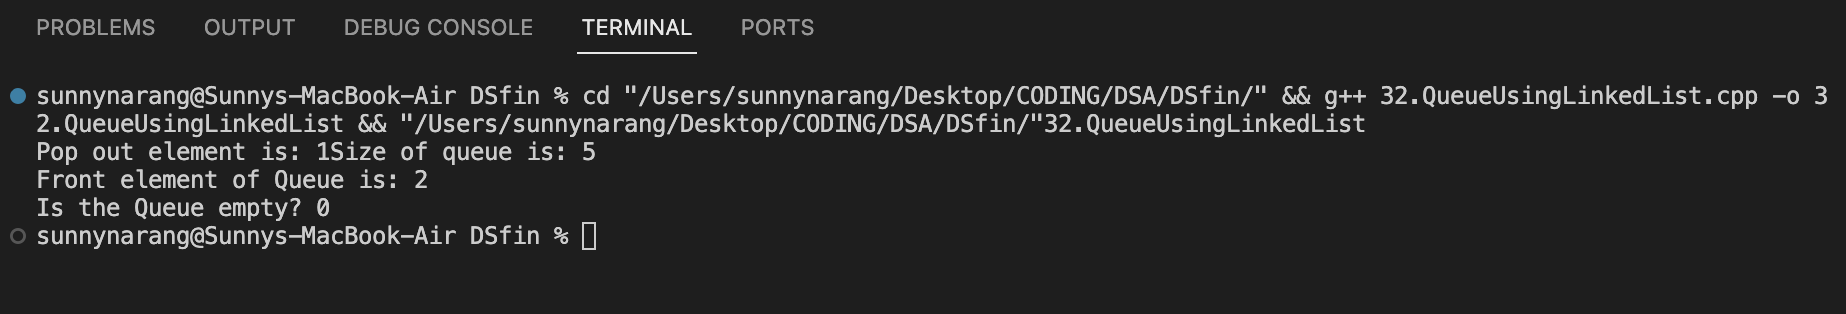 PROBLEMS OUTPUT DEBUG CONSOLE TERMINAL PORTS
sunnynarang@Sunnys-MacBook-Air DSfin % cd "/Users/sunnynarang/Desktop/CODING/DSA/DSfin/" && g++ 32.QueueUsingLinkedList.cpp -o 3
2.QueueUsingLinkedList && "/Users/sunnynarang/Desktop/CODING/DSA/DSfin/"32.QueueUsingLinkedList
Pop out element is: 1Size of queue is: 5
Front element of Queue is: 2
Is the Queue empty? 0
sunnynarang@Sunnys-MacBook-Air DSfin %